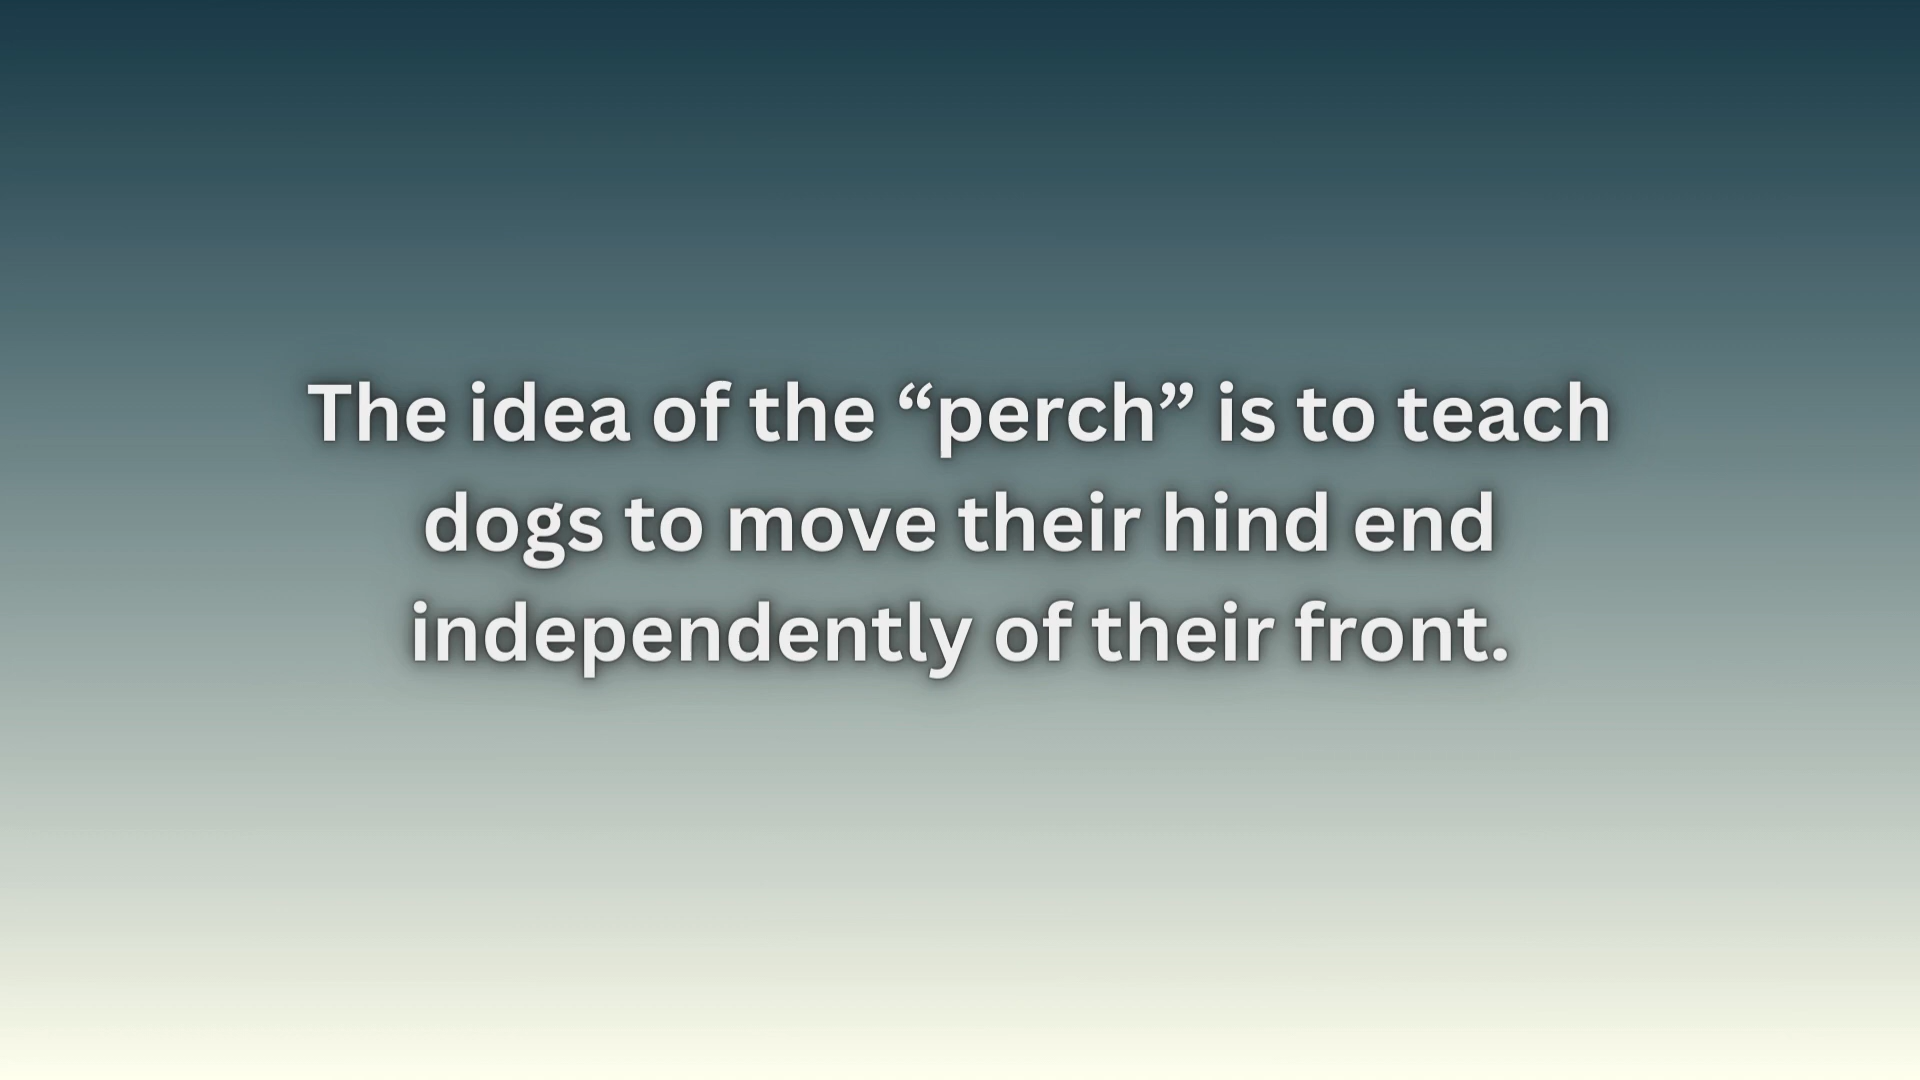 The idea of the “perch” is to teach
dogs to move their hind end
independently of their front.